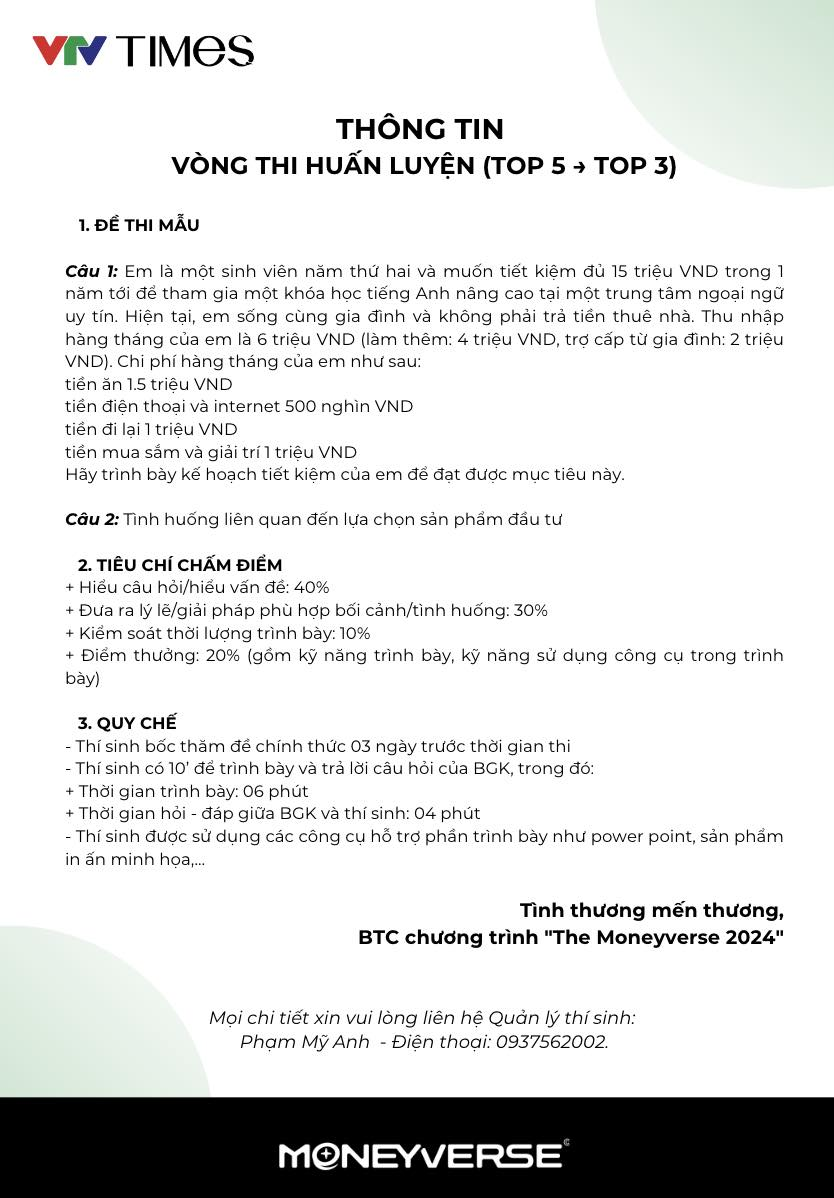 VTV TIMES
THÔNG TIN
VÒNG THI HUẤN LUYỆN (TOP 5 → TOP 3)
1. ĐỀ THI MẪU
Câu 1: Em là một sinh viên năm thứ hai và muốn tiết kiệm đủ 15 triệu VND trong 1
năm tới để tham gia một khóa học tiếng Anh nâng cao tại một trung tâm ngoại ngữ
uy tín. Hiện tại, em sống cùng gia đình và không phải trả tiền thuê nhà. Thu nhập
hàng tháng của em là 6 triệu VND (làm thêm: 4 triệu VND, trợ cấp từ gia đình: 2 triệu
VND). Chi phí hàng tháng của em như sau:
tiền ăn 1.5 triệu VND
tiền điện thoại và internet 500 nghìn VND
tiền đi lại 1 triệu VND
tiền mua sắm và giải trí 1 triệu VND
Hãy trình bày kế hoạch tiết kiệm của em để đạt được mục tiêu này.
Câu 2: Tình huống liên quan đến lựa chọn sản phẩm đầu tư
2. TIÊU CHÍ CHẤM ĐIỂM
+ Hiểu câu hỏi/hiểu vấn đề: 40%
+ Đưa ra lý lẽ/giải pháp phù hợp bối cảnh/tình huống: 30%
+ Kiểm soát thời lượng trình bày: 10%
+ Điểm thưởng: 20% (gồm kỹ năng trình bày, kỹ năng sử dụng công cụ trong trình
bày)
3. QUY CHẾ
- Thí sinh bốc thăm đề chính thức 03 ngày trước thời gian thi
- Thí sinh có 10’ để trình bày và trả lời câu hỏi của BGK, trong đó:
+ Thời gian trình bày: 06 phút
+ Thời gian hỏi - đáp giữa BGK và thí sinh: 04 phút
- Thí sinh được sử dụng các công cụ hỗ trợ phần trình bày như power point, sản phẩm
in ấn minh họa,...
Tình thương mến thương,
BTC chương trình "The Moneyverse 2024"
Mọi chi tiết xin vui lòng liên hệ Quản lý thí sinh:
Phạm Mỹ Anh - Điện thoại: 0937562002.
MONEYVERSE